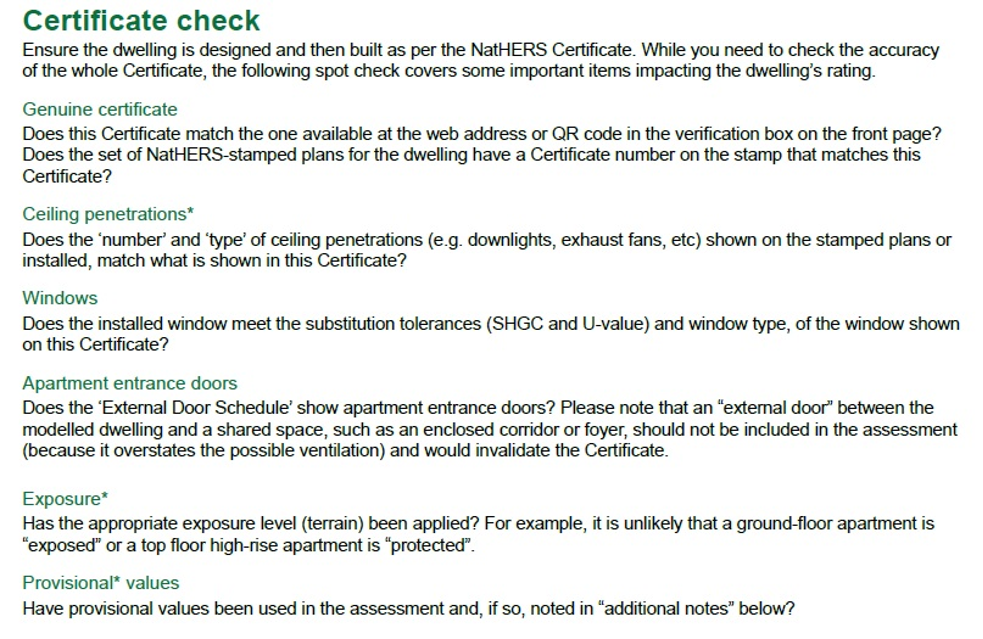 Certificate check
Ensure the dwelling is designed and then built as per the NatHERS Certificate. While you need to check the accuracy
of the whole Certificate, the following spot check covers some important items impacting the dwelling's rating.
Genuine certificate
Does this Certificate match the one available at the web address or QR code in the verification box on the front page?
Does the set of NatHERS-stamped plans for the dwelling have a Certificate number on the stamp that matches this
Certificate?
Ceiling penetrations*
Does the ‘number’ and ‘type’ of ceiling penetrations (e.g. downlights, exhaust fans, etc) shown on the stamped plans or
installed, match what is shown in this Certificate?
Windows
Does the installed window meet the substitution tolerances (SHGC and U-value) and window type, of the window shown
on this Certificate?
Apartment entrance doors
Does the ‘External Door Schedule’ show apartment entrance doors? Please note that an “external door” between the
modelled dwelling and a shared space, such as an enclosed corridor or foyer, should not be included in the assessment
(because it overstates the possible ventilation) and would invalidate the Certificate.
Exposure*
Has the appropriate exposure level (terrain) been applied? For example, it is unlikely that a ground-floor apartment is
“exposed” or a top floor high-rise apartment is “protected”.
Provisional* values
Have provisional values been used in the assessment and, if so, noted in “additional notes” below?